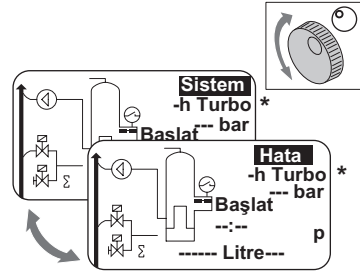 Sistem
-h Turbo *
--- bar
Başlat
Hata
-h Turbo *
--- bar
Başlat
--:--
p
------ Litre---
Σ
Σ